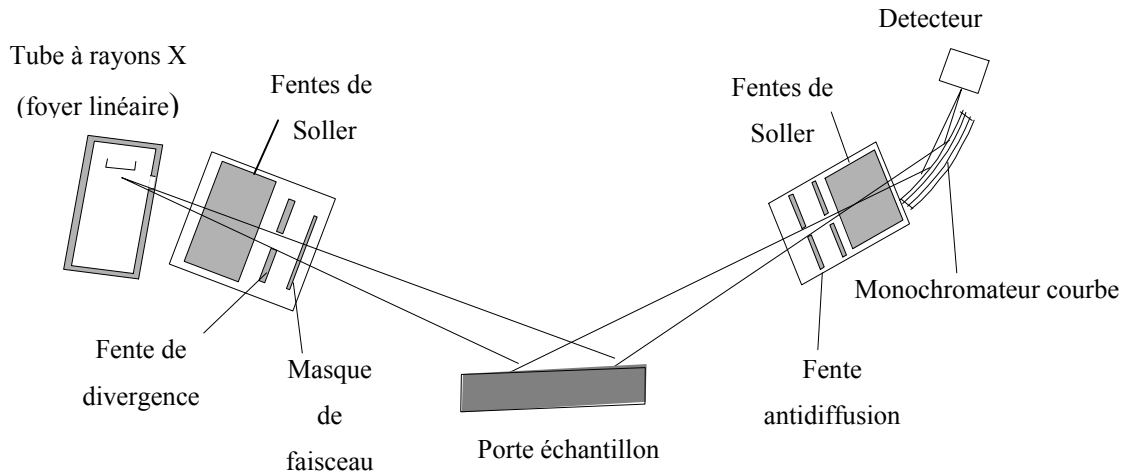 Detecteur
Tube à rayons X
(foyer linéaire)
Fentes de
Soller
Fentes de
Soller
Monochromateur courbe
Fente de
divergence
Masque
de
faisceau
Fente
antidiffusion
Porte échantillon